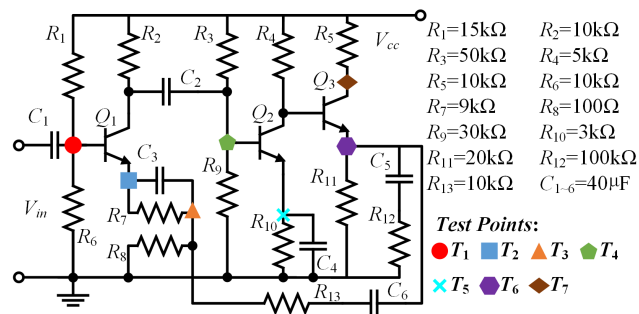 R1 R2 R3 R4 R5 Vcc
C2 Q3
C1 Q1 Q2
C3 C5
R9 R11
Vin R7 R10 R12
R6 R8 C4
R13 C6
R1=15kΩ R2=10kΩ
R3=50kΩ R4=5kΩ
R5=10kΩ R6=10kΩ
R7=9kΩ R8=100Ω
R9=30kΩ R10=3kΩ
R11=20kΩ R12=100kΩ
R13=10kΩ C1~6=40μF
Test Points:
T1 T2 T3 T4
T5 T6 T7